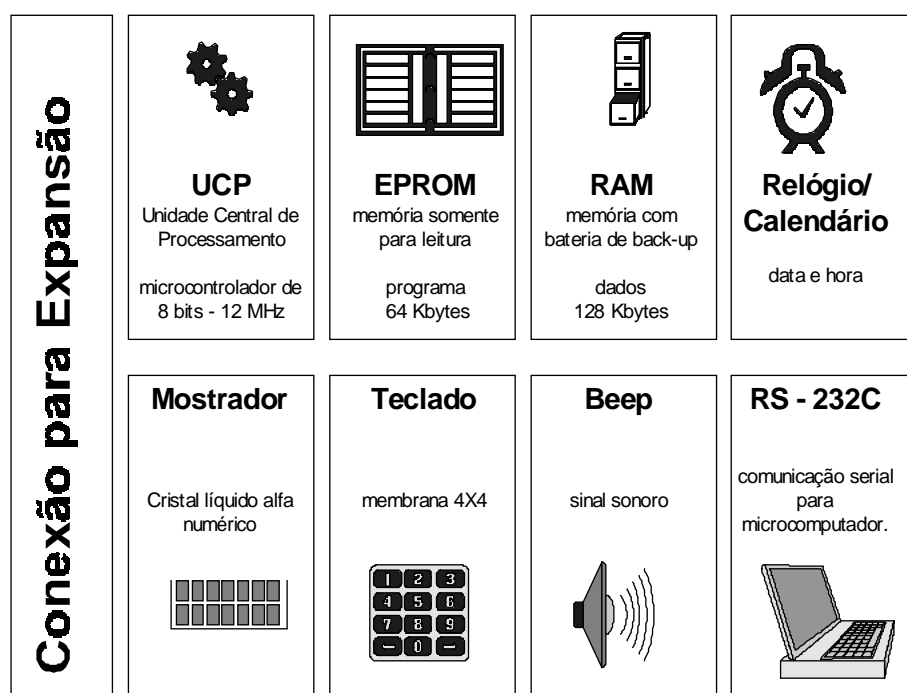 Conexão para Expansão
UCP
Unidade Central de
Processamento
microcontrolador de
8 bits - 12 MHz
EPROM
memória somente
para leitura
programa
64 Kbytes
RAM
memória com
bateria de back-up
dados
128 Kbytes
Relógio/
Calendário
data e hora
Mostrador
Cristal líquido alfa
numérico
Teclado
membrana 4X4
1 2 3
4 5 6
7 8 9
0
Beep
sinal sonoro
RS - 232C
comunicação serial
para
microcomputador.